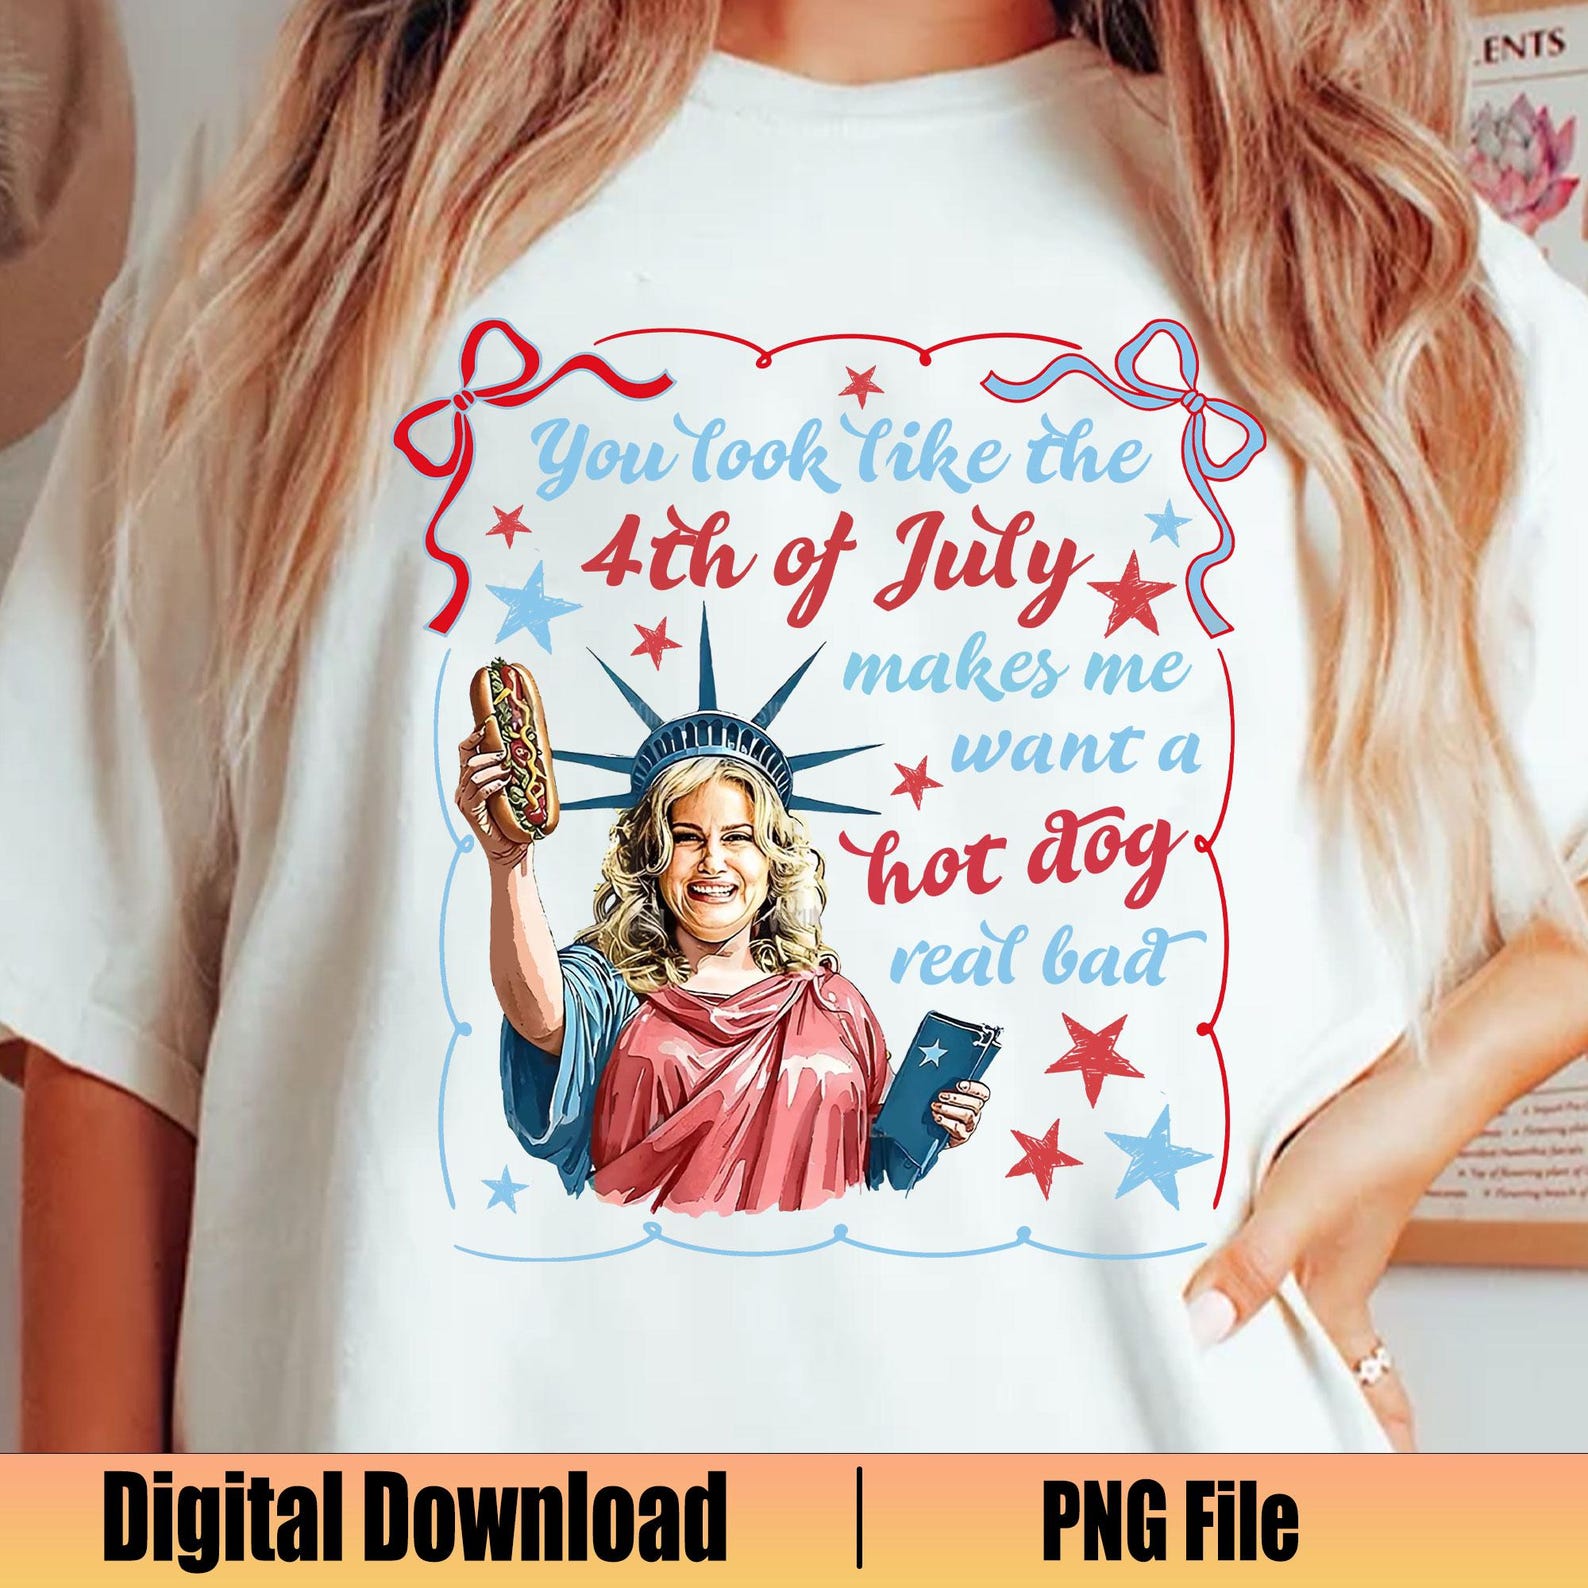 .ENTS
You look like the
4th of July
makes me
want a
hot dog
real bad
Digital Download | PNG File